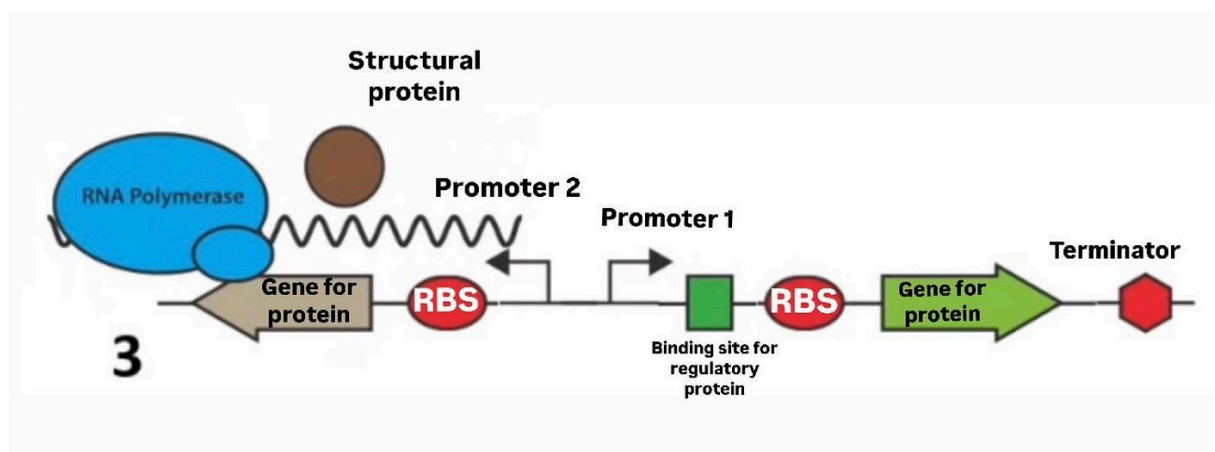 Structural
protein
RNA Polymerase
Promoter 2
Promoter 1
Terminator
Gene for
protein
RBS
RBS
Gene for
protein
Binding site for
regulatory
protein
3